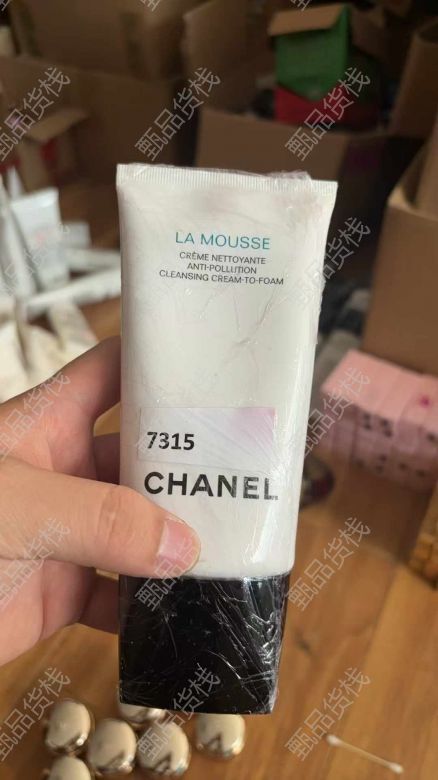 LA MOUSSE
CRÈME NETTOYANTE
ANTI-POLLUTION
CLEANSING CREAM-TO-FOAM
7315
CHANEL
甄品货栈